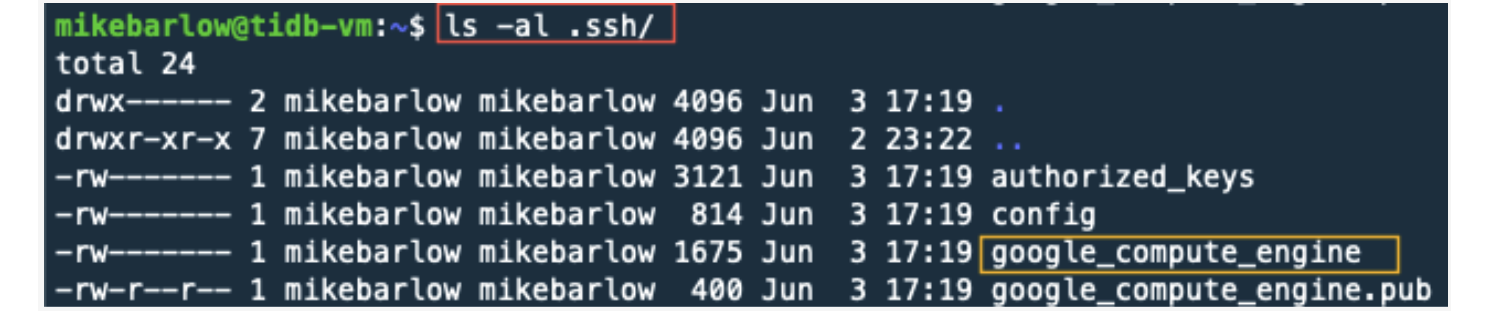 mikebarlow@tidb-vm:~$ ls -al .ssh/
total 24
drwx------ 2 mikebarlow mikebarlow 4096 Jun  3 17:19 .
drwxr-xr-x 7 mikebarlow mikebarlow 4096 Jun  2 23:22 ..
-rw------- 1 mikebarlow mikebarlow 3121 Jun  3 17:19 authorized_keys
-rw------- 1 mikebarlow mikebarlow  814 Jun  3 17:19 config
-rw------- 1 mikebarlow mikebarlow 1675 Jun  3 17:19 google_compute_engine
-rw-r--r-- 1 mikebarlow mikebarlow  400 Jun  3 17:19 google_compute_engine.pub